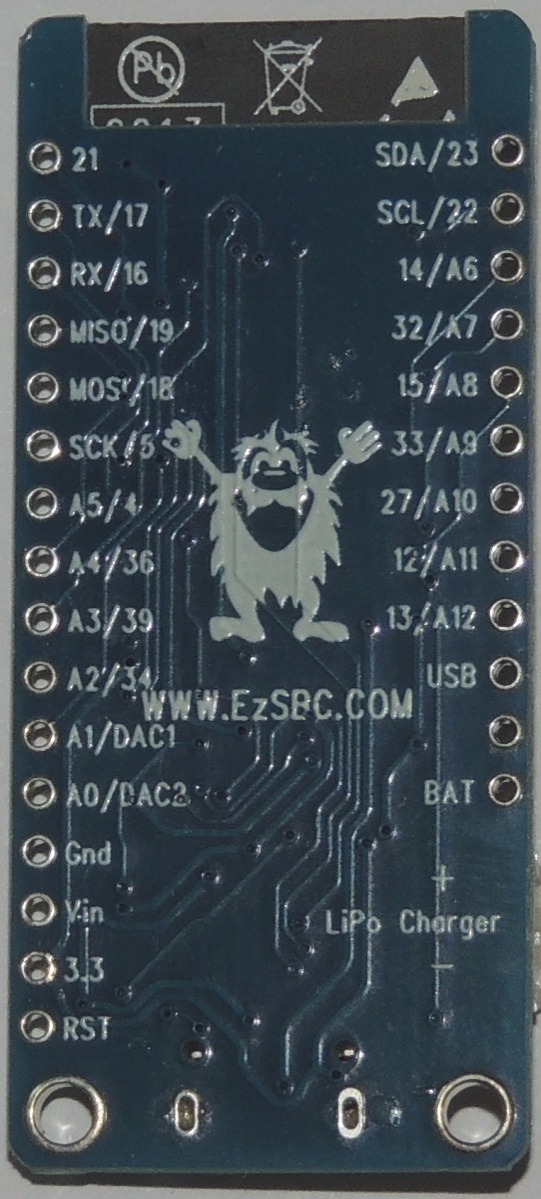 Pb
21
SDA/23
TX/17
SCL/22
RX/16
14/A6
MISO/19
32/A7
MOSI/18
15/A8
SCK/5
33/A9
A5/4
27/A10
A4/36
12/A11
A3/39
13/A12
A2/34
USB
WWW.EzSBC.COM
A1/DAC1
A0/DAC2
BAT
Gnd
+
Vin
LiPo Charger
3.3
-
RST